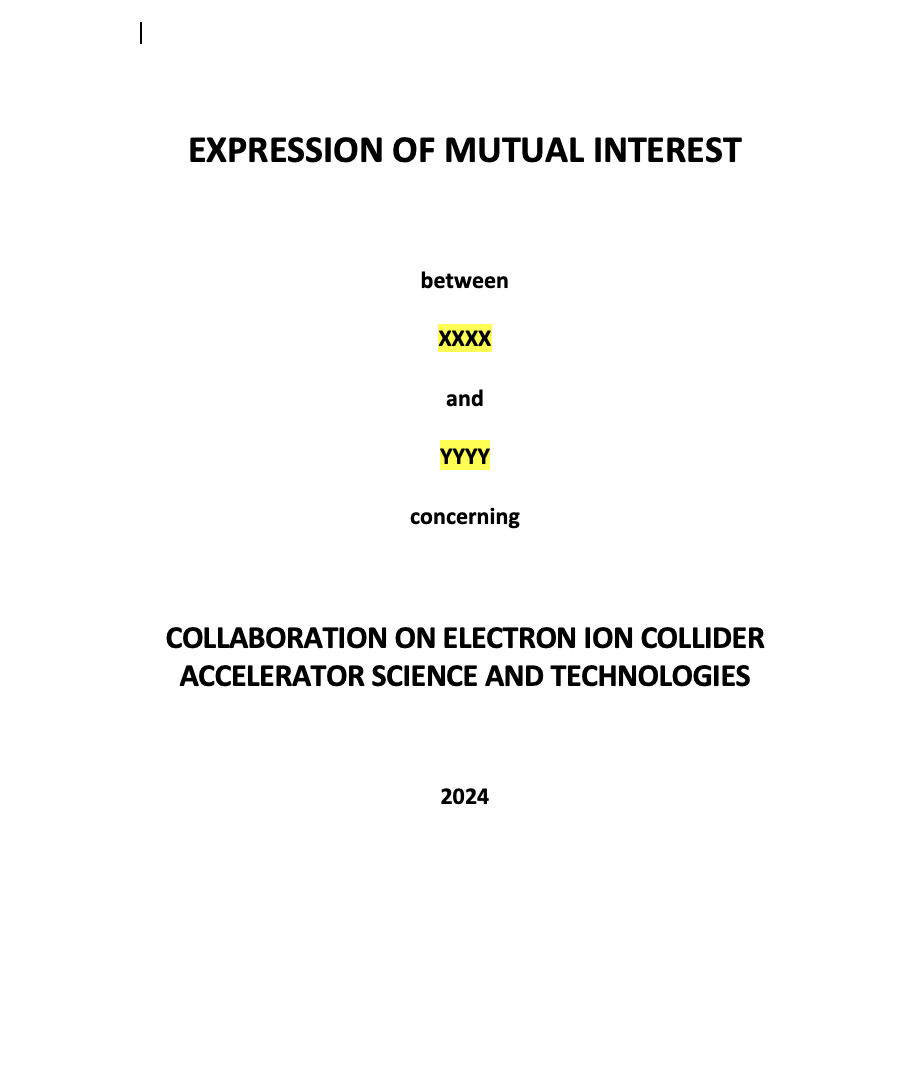 EXPRESSION OF MUTUAL INTEREST
between
XXXX
and
YYYY
concerning
COLLABORATION ON ELECTRON ION COLLIDER
ACCELERATOR SCIENCE AND TECHNOLOGIES
2024